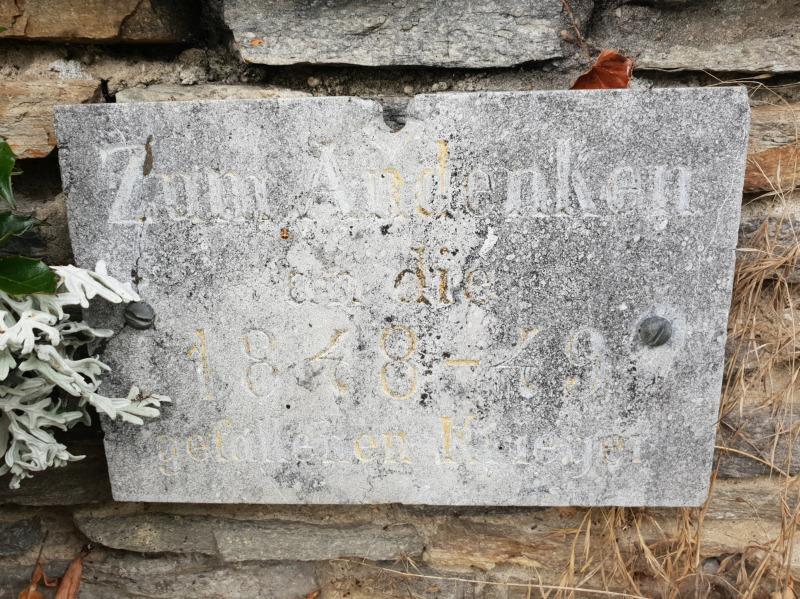 Zum Andenken
an die
1848-49
gefallenen Krieger